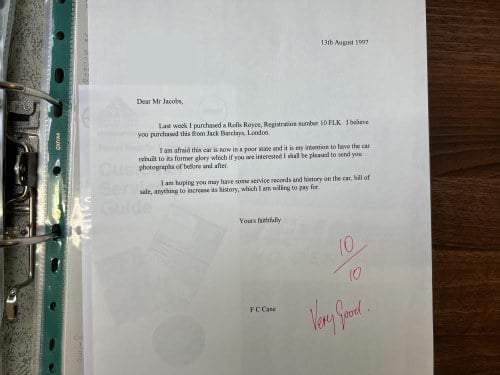 13th August 1997
Dear Mr Jacobs,
Last week I purchased a Rolls Royce, Registration number 10 FLK. I believe
you purchased this from Jack Barclays, London.
I am afraid this car is now in a poor state and it is my intention to have the car
rebuilt to its former glory which if you are interested I shall be pleased to send you
photographs of before and after.
I am hoping you may have some service records and history on the car, bill of
sale, anything to increase its history, which I am willing to pay for.
Yours faithfully
10
10
F C Cane
Very Good.